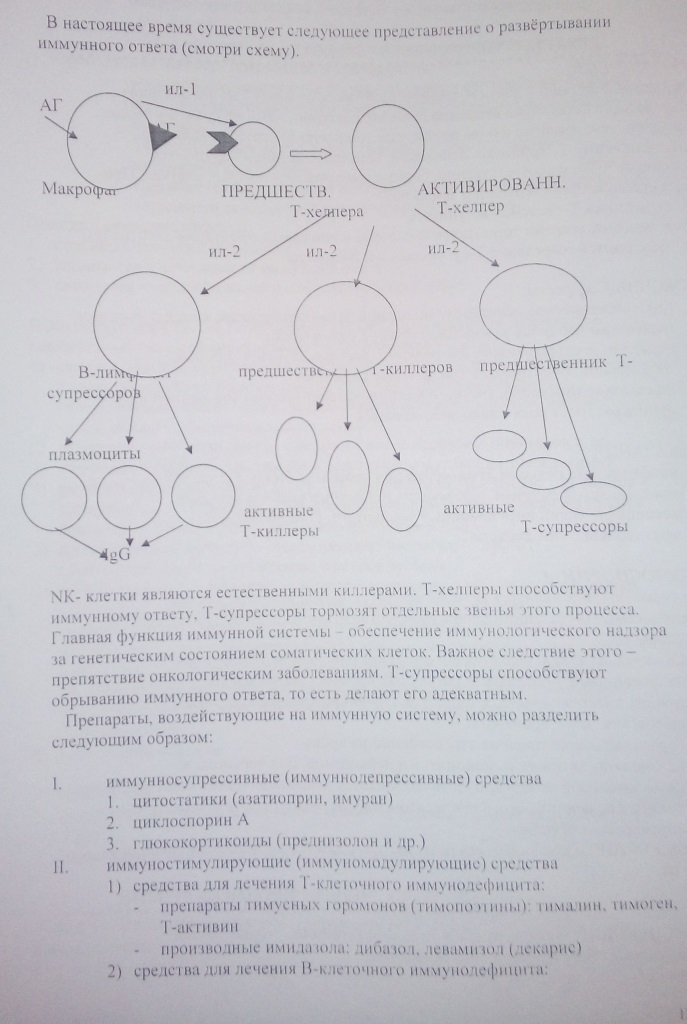 В настоящее время существует следующее представление о развёртывании
иммунного ответа (смотри схему).
ил-1
АГ
Макрофаг
ПРЕДШЕСТВ.
АКТИВИРОВАНН.
Т-хелпера
Т-хелпер
ил-2
ил-2
ил-2
предшественник Т-
Т-киллеров
супрессоров
плазмоциты
активные
активные
Т-киллеры
Т-супрессоры
IgG
NK- клетки являются естественными киллерами. Т-хелперы способствуют
иммунному ответу, Т-супрессоры тормозят отдельные звенья этого процесса.
Главная функция иммунной системы – обеспечение иммунологического надзора
за генетическим состоянием соматических клеток. Важное следствие этого –
препятствие онкологическим заболеваниям. Т-супрессоры способствуют
обрыванию иммунного ответа, то есть делают его адекватным.
Препараты, воздействующие на иммунную систему, можно разделить
следующим образом:
I. иммунносупрессивные (иммуннодепрессивные) средства
1. цитостатики (азатиоприн, имуран)
2. циклоспорин А
3. глюкокортикоиды (преднизолон и др.)
II. иммуностимулирующие (иммуномодулирующие) средства
1) средства для лечения Т-клеточного иммунодефицита:
- препараты тимусных горомонов (тимопоэтины): тималин, тимоген,
Т-активин
- производные имидазола: дибазол, левамизол (декарис)
2) средства для лечения В-клеточного иммунодефицита:
1